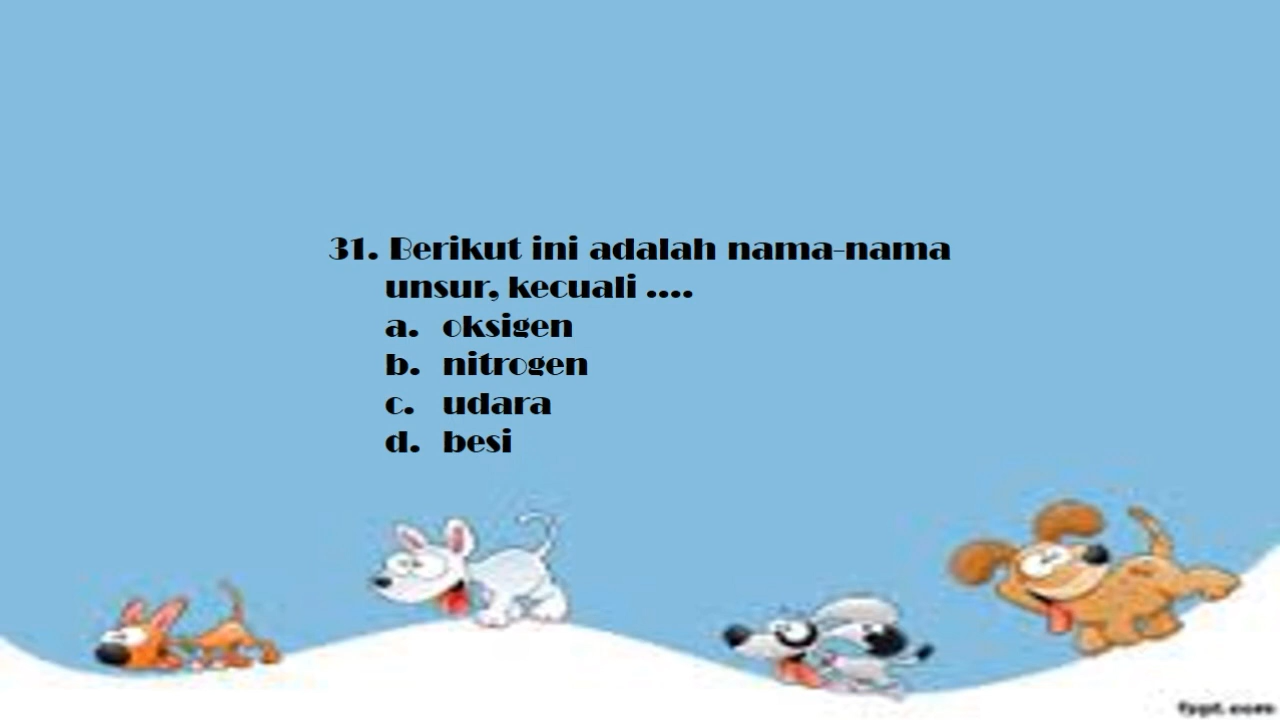 31. Berikut ini adalah nama-nama
unsur, kecuali ....
a. oksigen
b. nitrogen
c. udara
d. besi